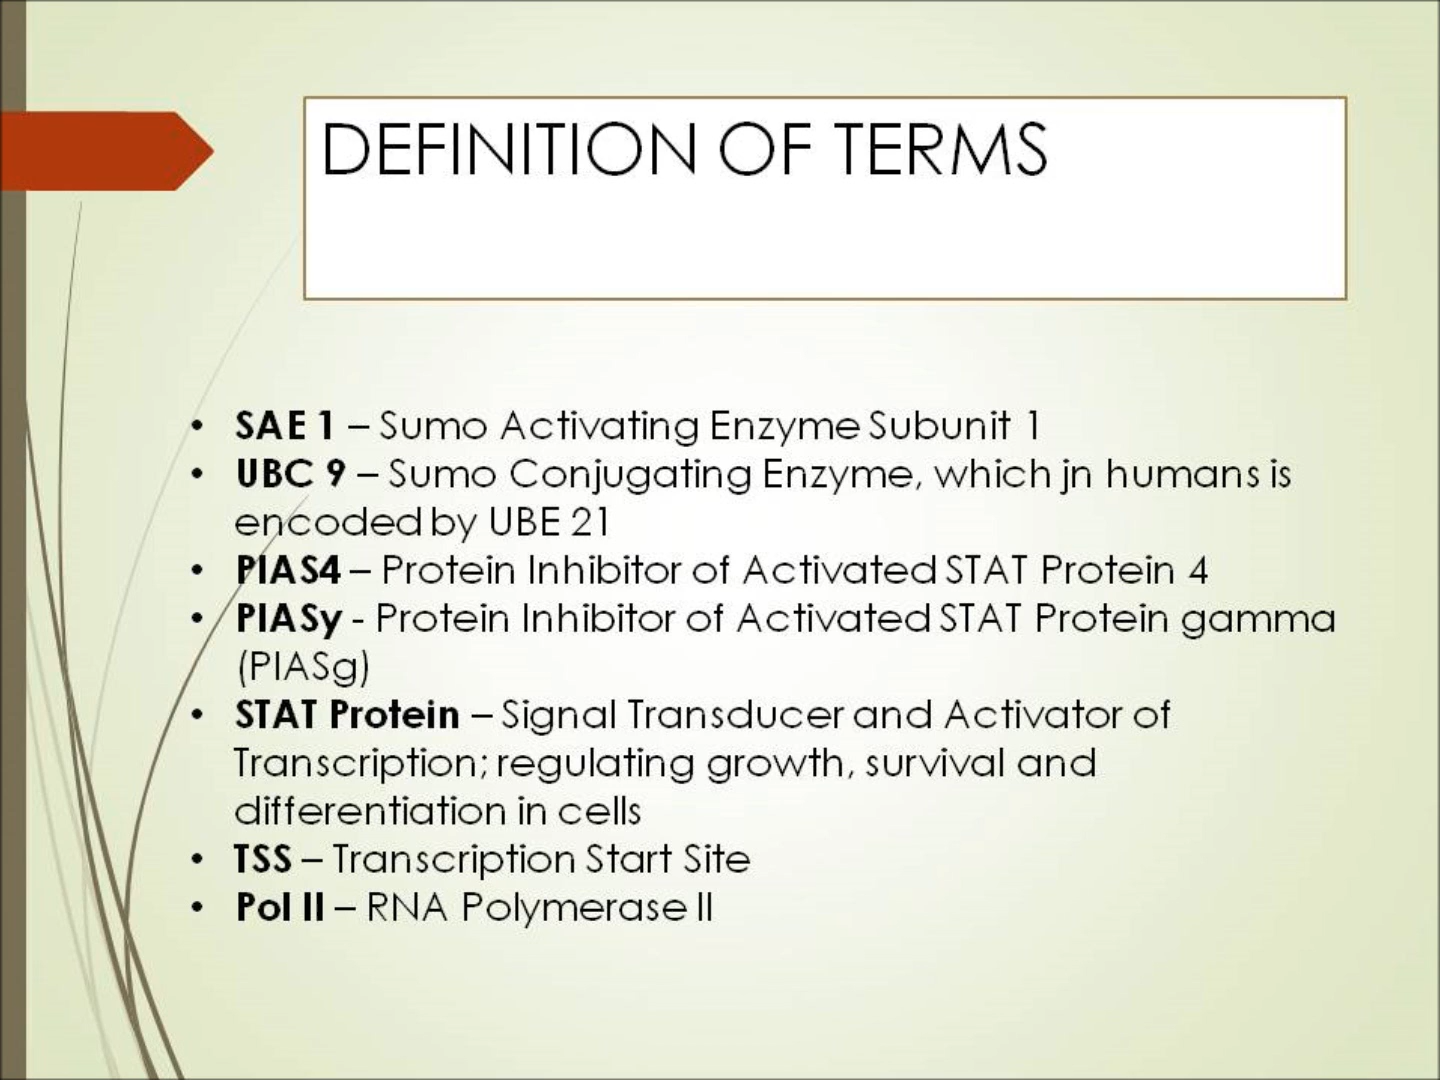 DEFINITION OF TERMS
• SAE 1 – Sumo Activating Enzyme Subunit 1
• UBC 9 – Sumo Conjugating Enzyme, which jn humans is
encoded by UBE 21
• PIAS4 – Protein Inhibitor of Activated STAT Protein 4
• PIASy - Protein Inhibitor of Activated STAT Protein gamma
(PIASg)
• STAT Protein – Signal Transducer and Activator of
Transcription; regulating growth, survival and
differentiation in cells
• TSS – Transcription Start Site
• Pol II – RNA Polymerase II